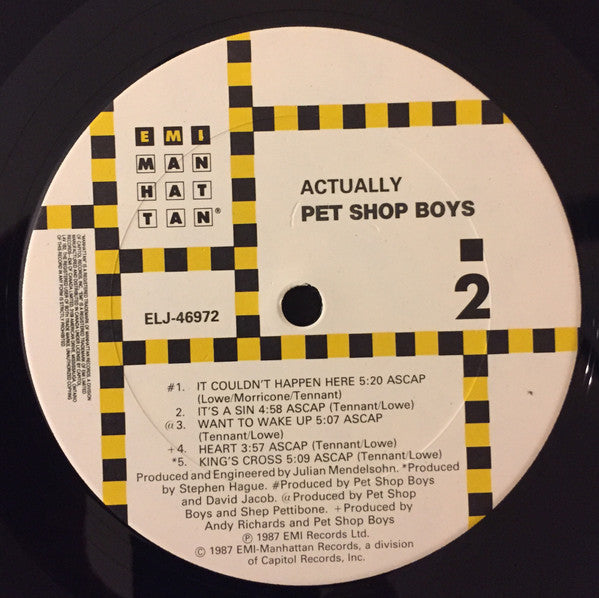 EMI
MAN
HAT
TAN®
ACTUALLY
PET SHOP BOYS
2
ELJ-46972
#1. IT COULDN'T HAPPEN HERE 5:20 ASCAP
(Lowe/Morricone/Tennant)
2. IT'S A SIN 4:58 ASCAP (Tennant/Lowe)
@3. WANT TO WAKE UP 5:07 ASCAP
(Tennant/Lowe)
+4. HEART 3:57 ASCAP (Tennant/Lowe)
*5. KING'S CROSS 5:09 ASCAP (Tennant/Lowe)
Produced and Engineered by Julian Mendelsohn. *Produced
by Stephen Hague. #Produced by Pet Shop Boys
and David Jacob. @Produced by Pet Shop
Boys and Shep Pettibone. +Produced by
Andy Richards and Pet Shop Boys
℗ 1987 EMI Records Ltd.
© 1987 EMI-Manhattan Records, a division
of Capitol Records, Inc.